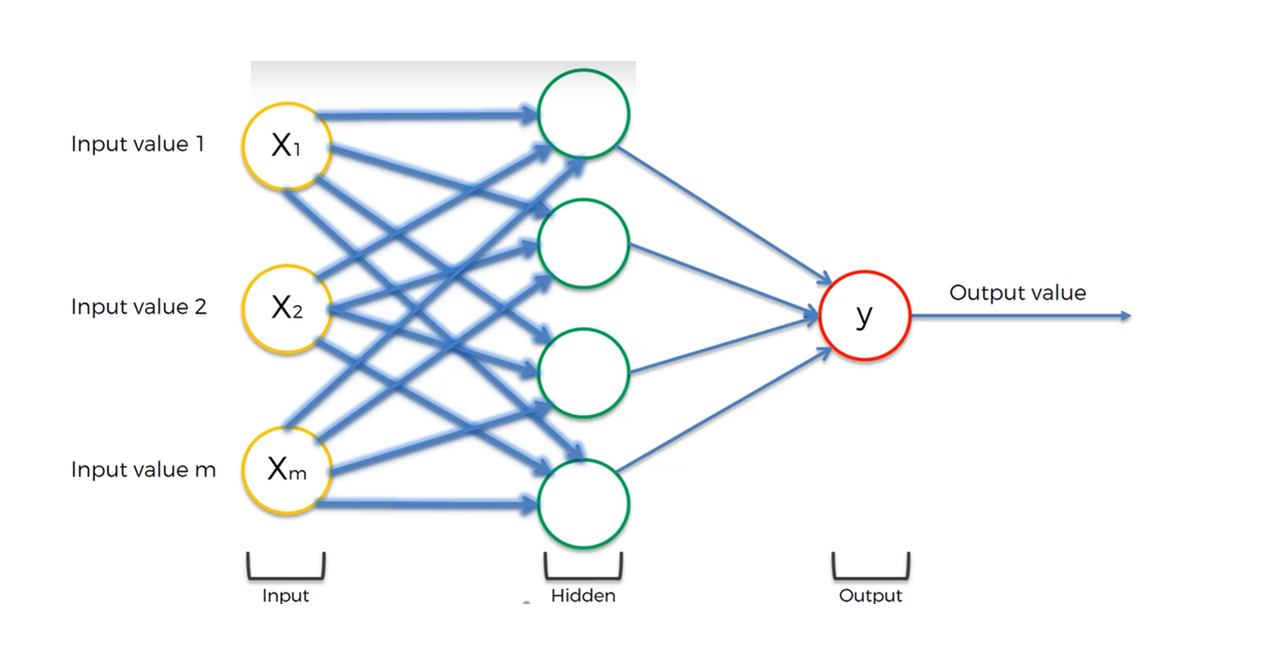 Input value 1
X₁
Input value 2
X₂
Input value m
Xₘ
y
Output value
Input
Hidden
Output